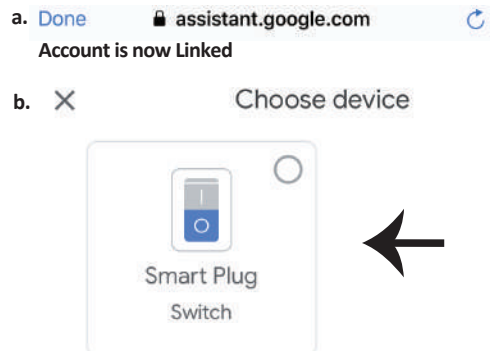 a. Done assistant.google.com
Account is now Linked
b. Choose device
Smart Plug
Switch